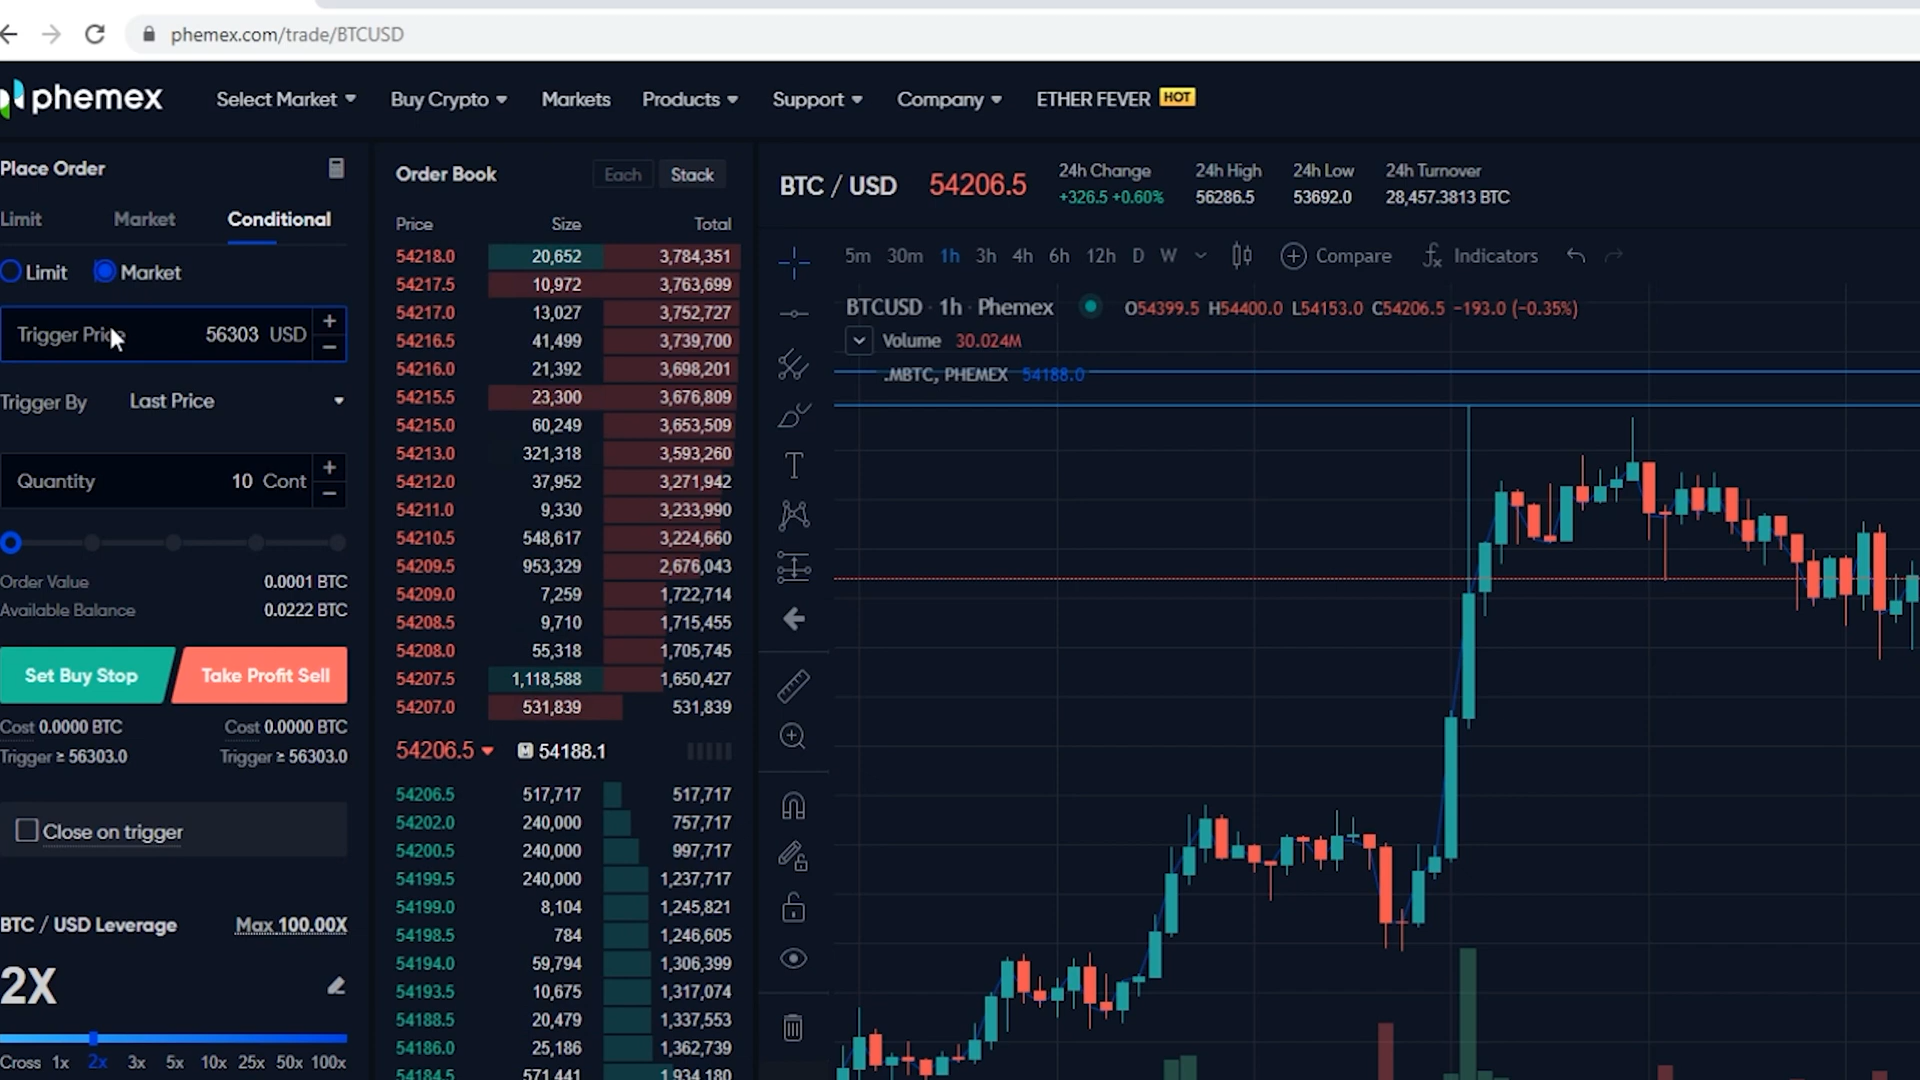 phemex.com/trade/BTCUSD
phemex Select Market Buy Crypto Markets Products Support Company ETHER FEVER HOT
Place Order
Limit Market Conditional
Limit Market
Trigger Price 56303 USD + −
Trigger By Last Price
Quantity 10 Cont + −
Order Value 0.0001 BTC
Available Balance 0.0222 BTC
Set Buy Stop Take Profit Sell
Cost 0.0000 BTC Cost 0.0000 BTC
Trigger ≥ 56303.0 Trigger ≥ 56303.0
Close on trigger
BTC / USD Leverage Max 100.00X
2X
Cross 1x 2x 3x 5x 10x 25x 50x 100x
Order Book Each Stack
Price Size Total
54218.0 20,652 3,784,351
54217.5 10,972 3,763,699
54217.0 13,027 3,752,727
54216.5 41,499 3,739,700
54216.0 21,392 3,698,201
54215.5 23,300 3,676,809
54215.0 60,249 3,653,509
54213.0 321,318 3,593,260
54212.0 37,952 3,271,942
54211.0 9,330 3,233,990
54210.5 548,617 3,224,660
54209.5 953,329 2,676,043
54209.0 7,259 1,722,714
54208.5 9,710 1,715,455
54208.0 55,318 1,705,745
54207.5 1,118,588 1,650,427
54207.0 531,839 531,839
54206.5 M 54188.1
54206.5 517,717 517,717
54202.0 240,000 757,717
54200.5 240,000 997,717
54199.5 240,000 1,237,717
54199.0 8,104 1,245,821
54198.5 784 1,246,605
54194.0 59,794 1,306,399
54193.5 10,675 1,317,074
54188.5 20,479 1,337,553
54186.0 25,186 1,362,739
54184.5 571,441 1,934,180
BTC / USD 54206.5
24h Change 24h High 24h Low 24h Turnover
+326.5 +0.60% 56286.5 53692.0 28,457.3813 BTC
5m 30m 1h 3h 4h 6h 12h D W Compare fx Indicators
BTCUSD · 1h · Phemex O54399.5 H54400.0 L54153.0 C54206.5 −193.0 (−0.35%)
Volume 30.024M
.MBTC, PHEMEX 54188.0
T